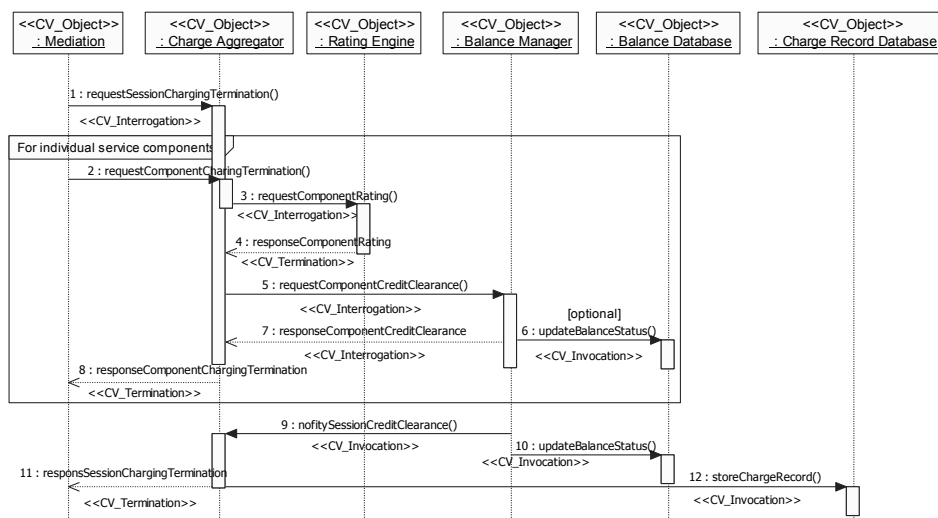 <<CV_Object>>
: Mediation
<<CV_Object>>
: Charge Aggregator
<<CV_Object>>
: Rating Engine
<<CV_Object>>
: Balance Manager
<<CV_Object>>
: Balance Database
<<CV_Object>>
: Charge Record Database
1 : requestSessionChargingTermination()
<<CV_Interrogation>>
For individual service components
2 : requestComponentCharingTermination()
3 : requestComponentRating()
<<CV_Interrogation>>
4 : responseComponentRating
<<CV_Termination>>
5 : requestComponentCreditClearance()
<<CV_Interrogation>>
[optional]
7 : responseComponentCreditClearance
6 : updateBalanceStatus()
<<CV_Interrogation>>
<<CV_Invocation>>
8 : responseComponentChargingTermination
<<CV_Termination>>
9 : nofitySessionCreditClearance()
<<CV_Invocation>>
10 : updateBalanceStatus()
<<CV_Invocation>>
11 : responsSessionChargingTermination
12 : storeChargeRecord()
<<CV_Termination>>
<<CV_Invocation>>